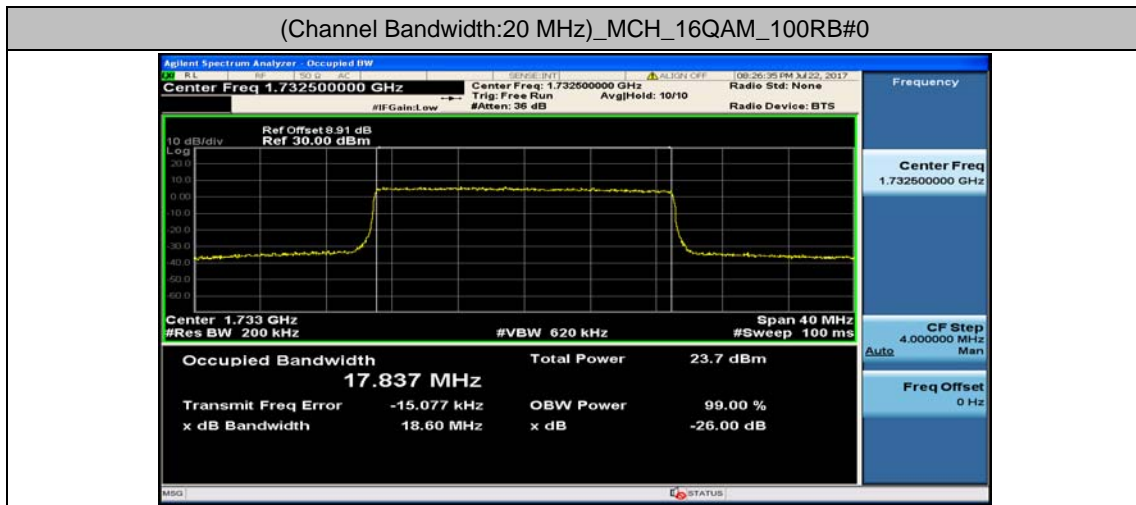 (Channel Bandwidth:20 MHz)_MCH_16QAM_100RB#0
Agilent Spectrum Analyzer - Occupied BW
RL RF 50 Ω AC SENSE:INT ALIGN OFF 08:26:35 PM Jul 22, 2017
Center Freq 1.732500000 GHz
Center Freq: 1.732500000 GHz
Radio Std: None
Trig: Free Run Avg|Hold: 10/10
#IFGain:Low #Atten: 36 dB Radio Device: BTS
Frequency
Ref Offset 8.91 dB
10 dB/div Ref 30.00 dBm
Log
20.0
10.0
0.00
-10.0
-20.0
-30.0
-40.0
-50.0
-60.0
Center Freq
1.732500000 GHz
Center 1.733 GHz Span 40 MHz
#Res BW 200 kHz #VBW 620 kHz #Sweep 100 ms
CF Step
4.000000 MHz
Auto Man
Occupied Bandwidth Total Power 23.7 dBm
17.837 MHz
Freq Offset
0 Hz
Transmit Freq Error -15.077 kHz OBW Power 99.00 %
x dB Bandwidth 18.60 MHz x dB -26.00 dB
MSG STATUS